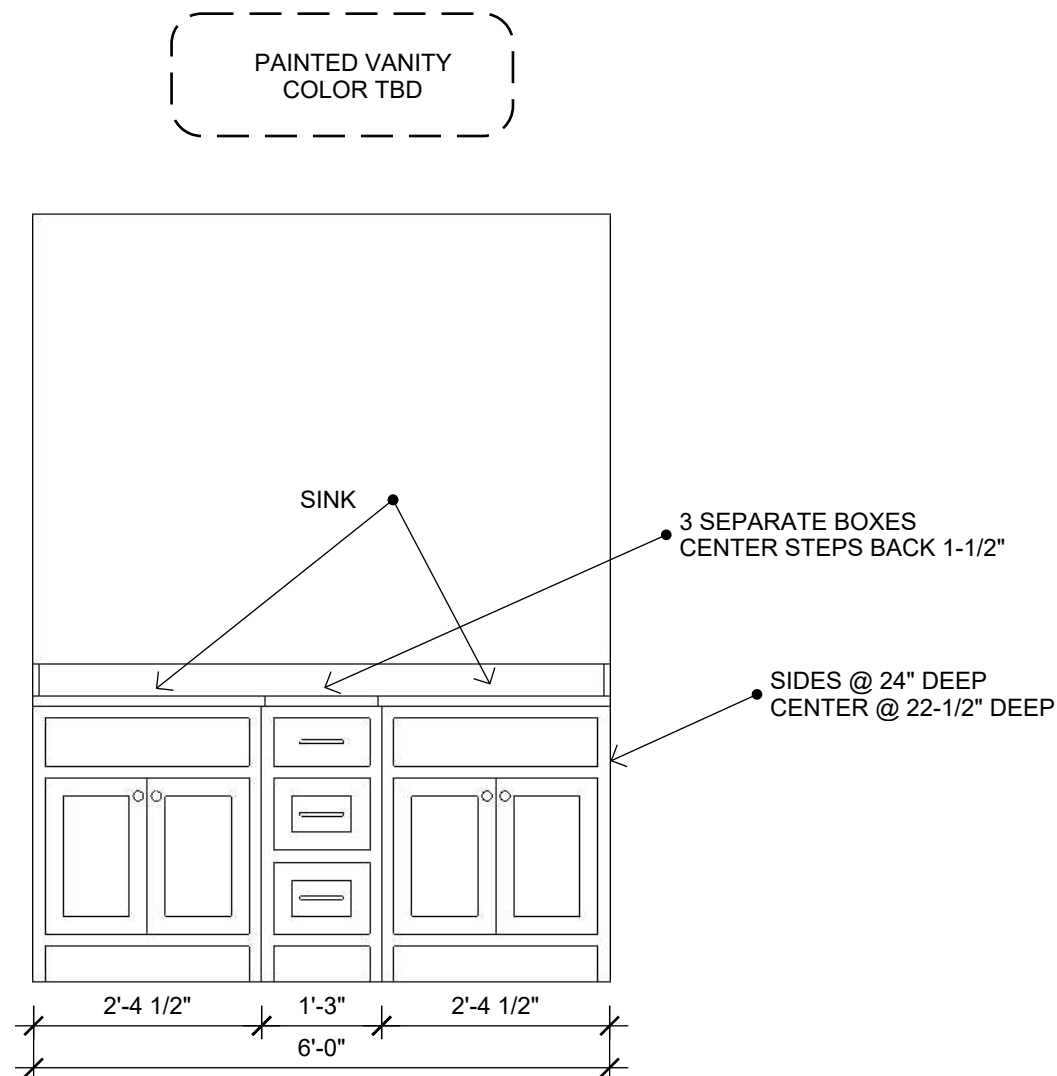 PAINTED VANITY
COLOR TBD
SINK
3 SEPARATE BOXES
CENTER STEPS BACK 1-1/2"
SIDES @ 24" DEEP
CENTER @ 22-1/2" DEEP
2'-4 1/2"
1'-3"
2'-4 1/2"
6'-0"